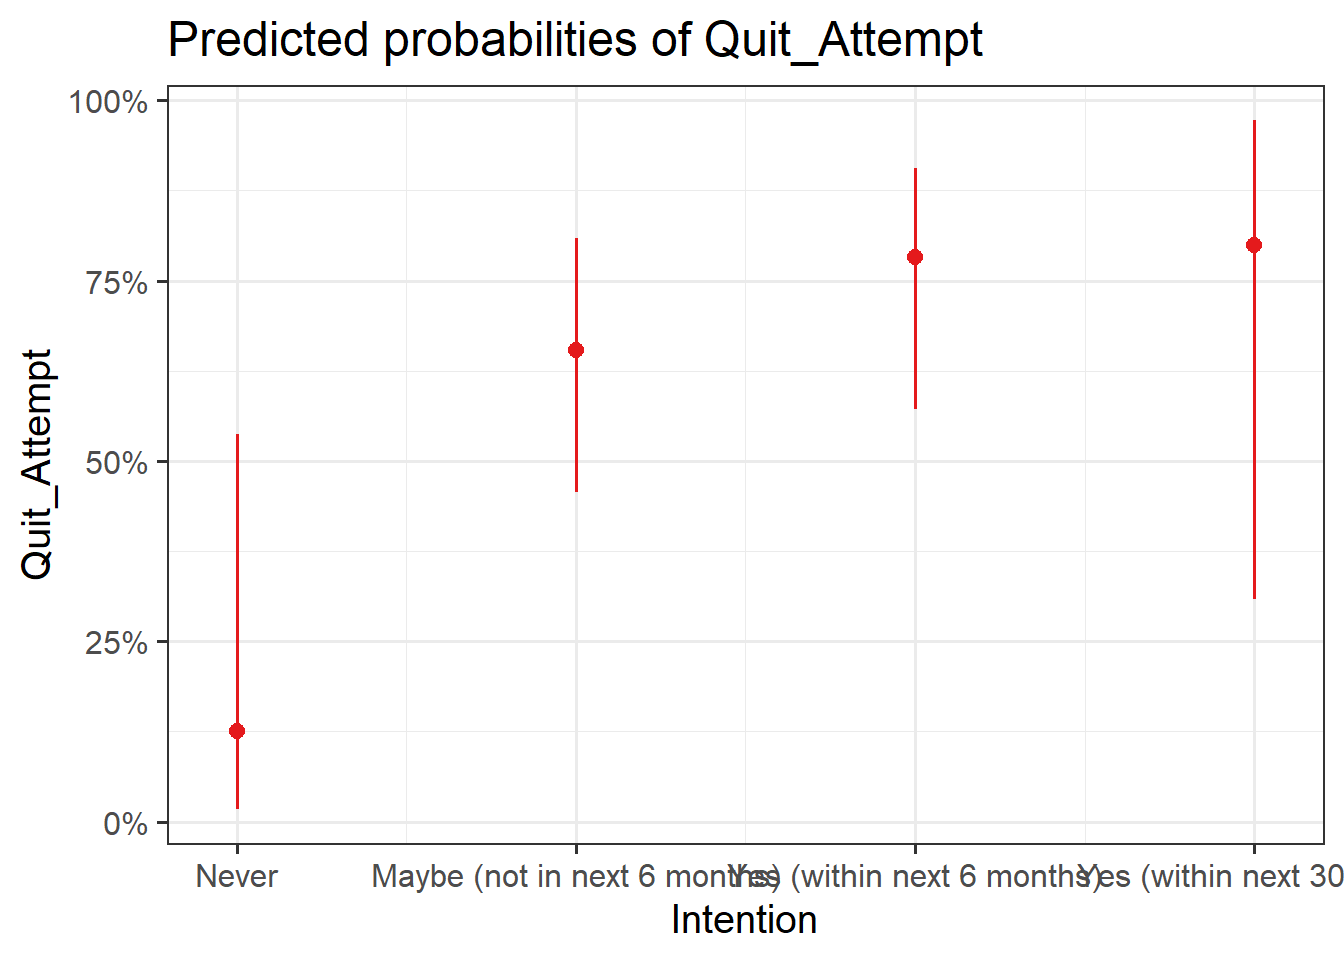 Predicted probabilities of Quit_Attempt
100%
75%
50%
25%
0%
Quit_Attempt
Never
Maybe (not in next 6 months)
Yes (within next 6 months)
Yes (within next 30
Intention